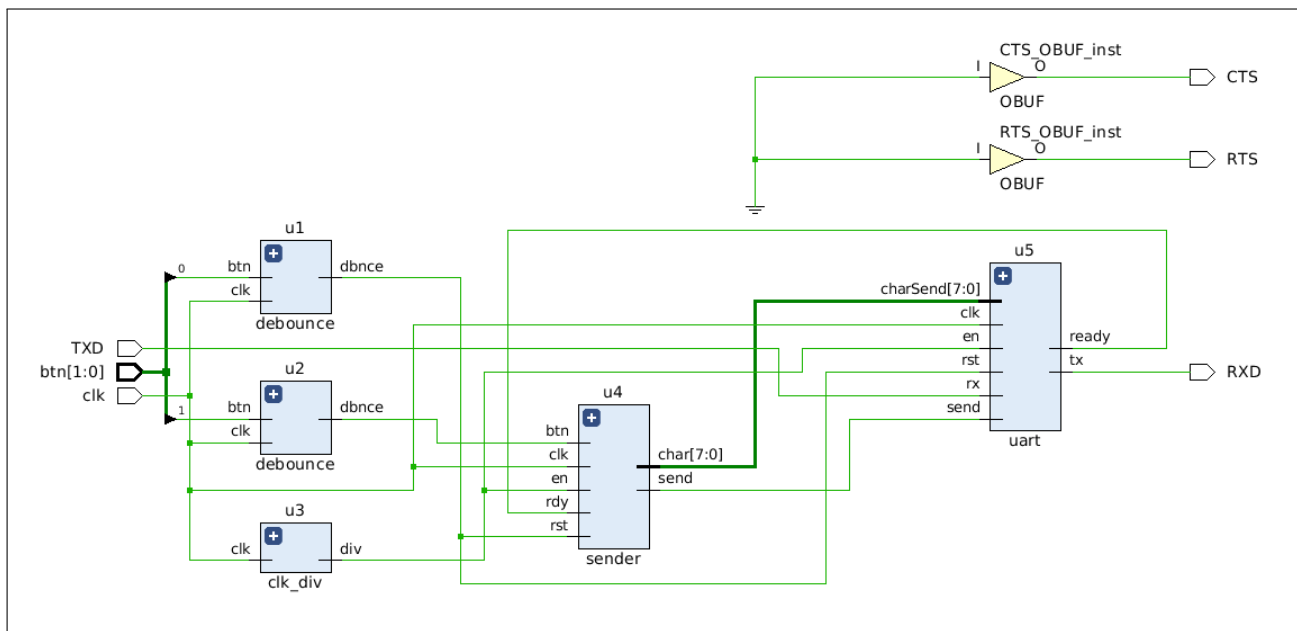 CTS_OBUF_inst
I
O
CTS
OBUF
RTS_OBUF_inst
I
O
RTS
OBUF
u1
0
btn
dbnce
clk
debounce
TXD
btn[1:0]
clk
u2
1
btn
dbnce
clk
debounce
u3
clk
div
clk_div
u4
btn
clk
en
rdy
rst
char[7:0]
send
sender
u5
charSend[7:0]
clk
en
rst
rx
send
ready
tx
uart
RXD